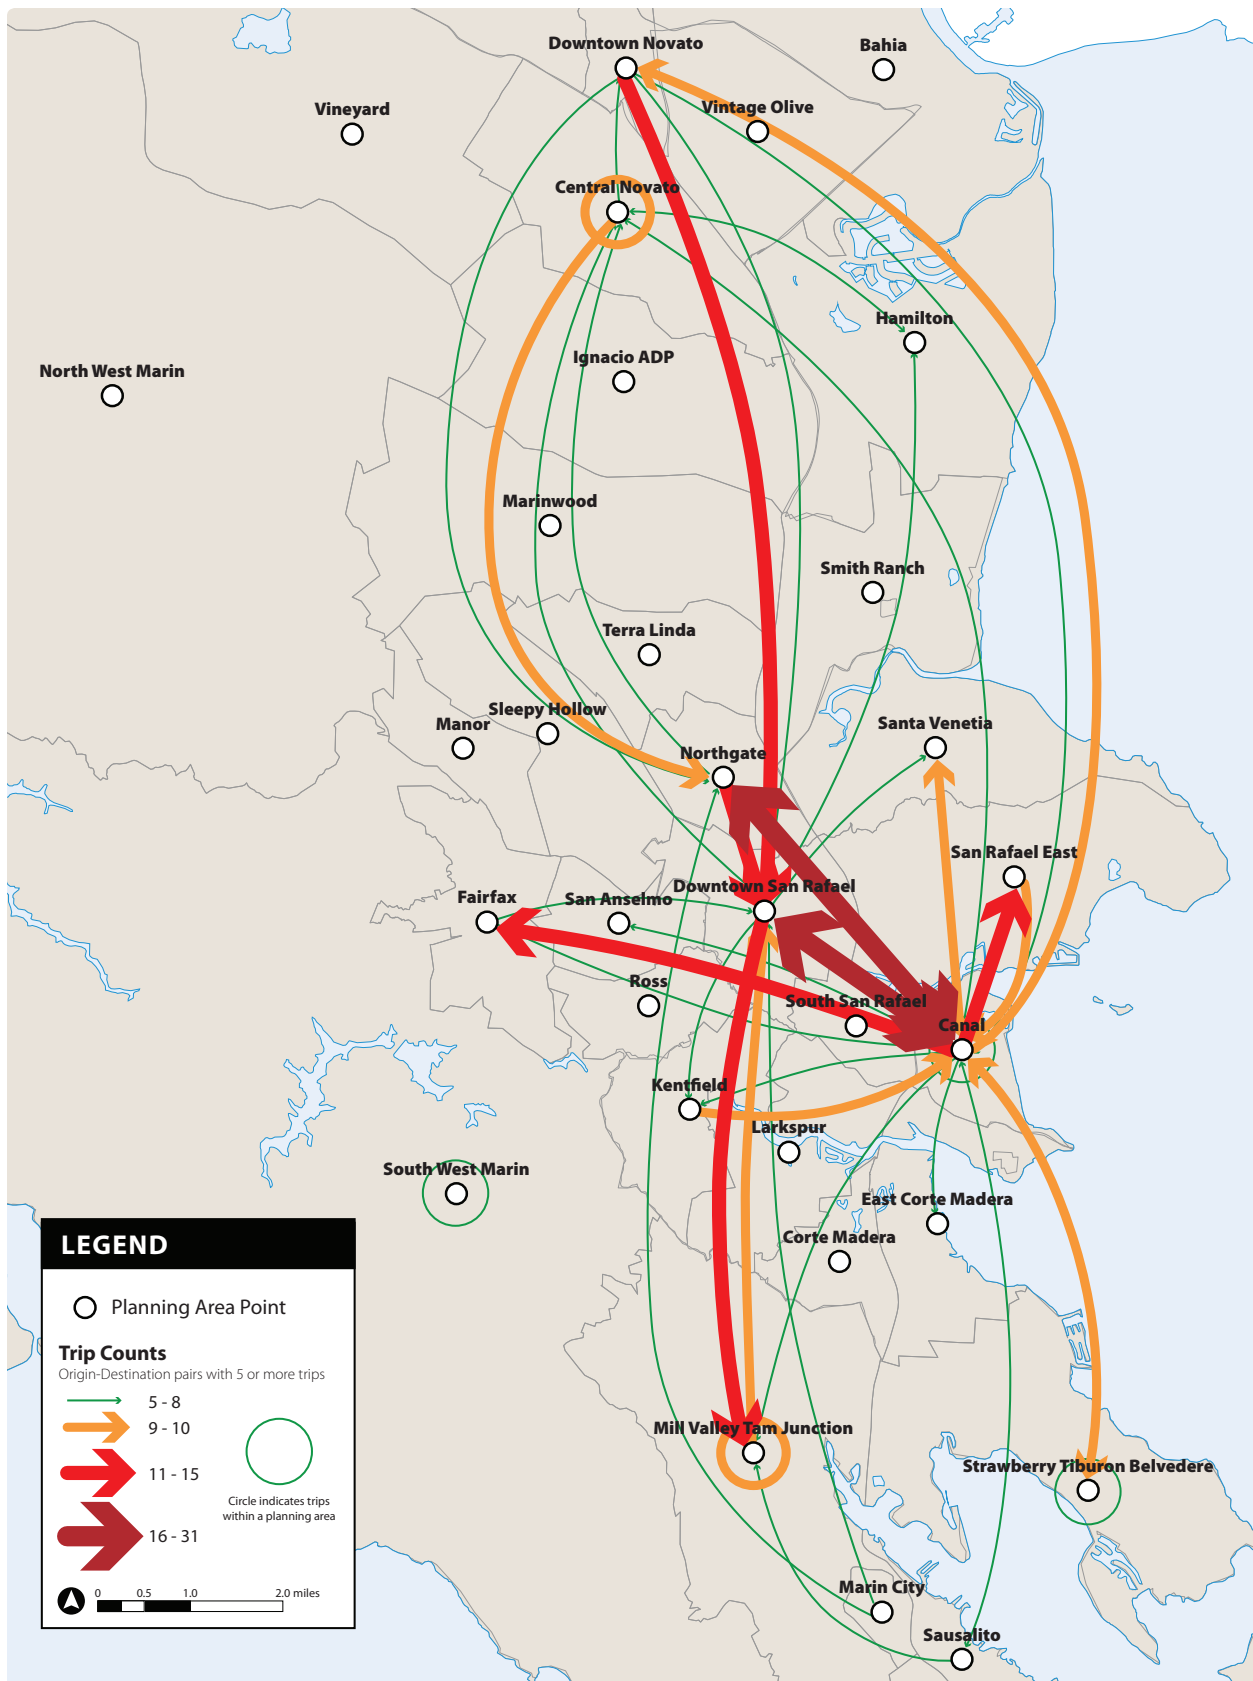 Downtown Novato
Bahia
Vintage Olive
Vineyard
Central Novato
Hamilton
Ignacio ADP
North West Marin
Marinwood
Smith Ranch
Terra Linda
Sleepy Hollow
Manor
Santa Venetia
Northgate
San Rafael East
Downtown San Rafael
Fairfax
San Anselmo
Ross
South San Rafael
Canal
Kentfield
Larkspur
South West Marin
East Corte Madera
Corte Madera
Mill Valley Tam Junction
Strawberry Tiburon Belvedere
Marin City
Sausalito
LEGEND
Planning Area Point
Trip Counts
Origin-Destination pairs with 5 or more trips
5 - 8
9 - 10
11 - 15
16 - 31
Circle indicates trips
within a planning area
0 0.5 1.0 2.0 miles